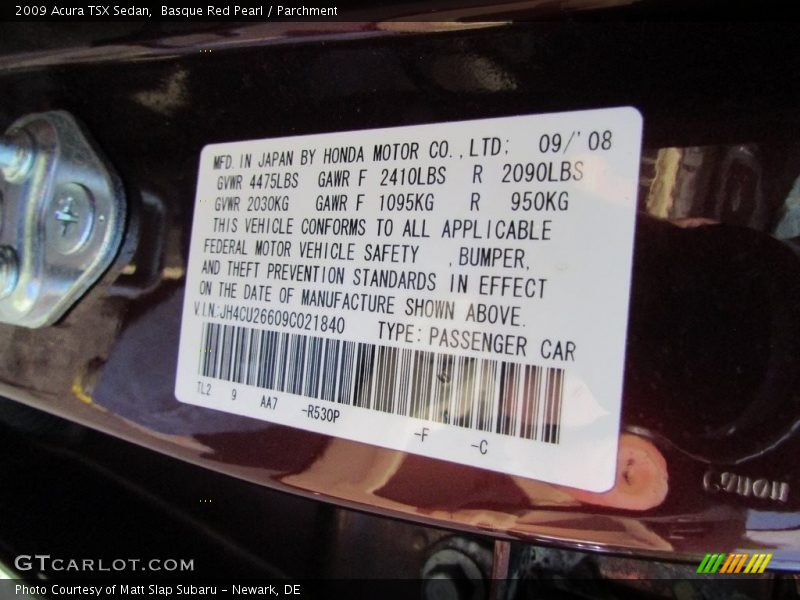 2009 Acura TSX Sedan, Basque Red Pearl / Parchment
MFD. IN JAPAN BY HONDA MOTOR CO.,LTD; 09/'08
GVWR 4475LBS GAWR F 2410LBS R 2090LBS
GVWR 2030KG GAWR F 1095KG R 950KG
THIS VEHICLE CONFORMS TO ALL APPLICABLE
FEDERAL MOTOR VEHICLE SAFETY ,BUMPER,
AND THEFT PREVENTION STANDARDS IN EFFECT
ON THE DATE OF MANUFACTURE SHOWN ABOVE.
V.I.N.:JH4CU26609C021840 TYPE: PASSENGER CAR
TL2 9 AA7 -R530P -F -C
GTCARLOT.COM
Photo Courtesy of Matt Slap Subaru - Newark, DE